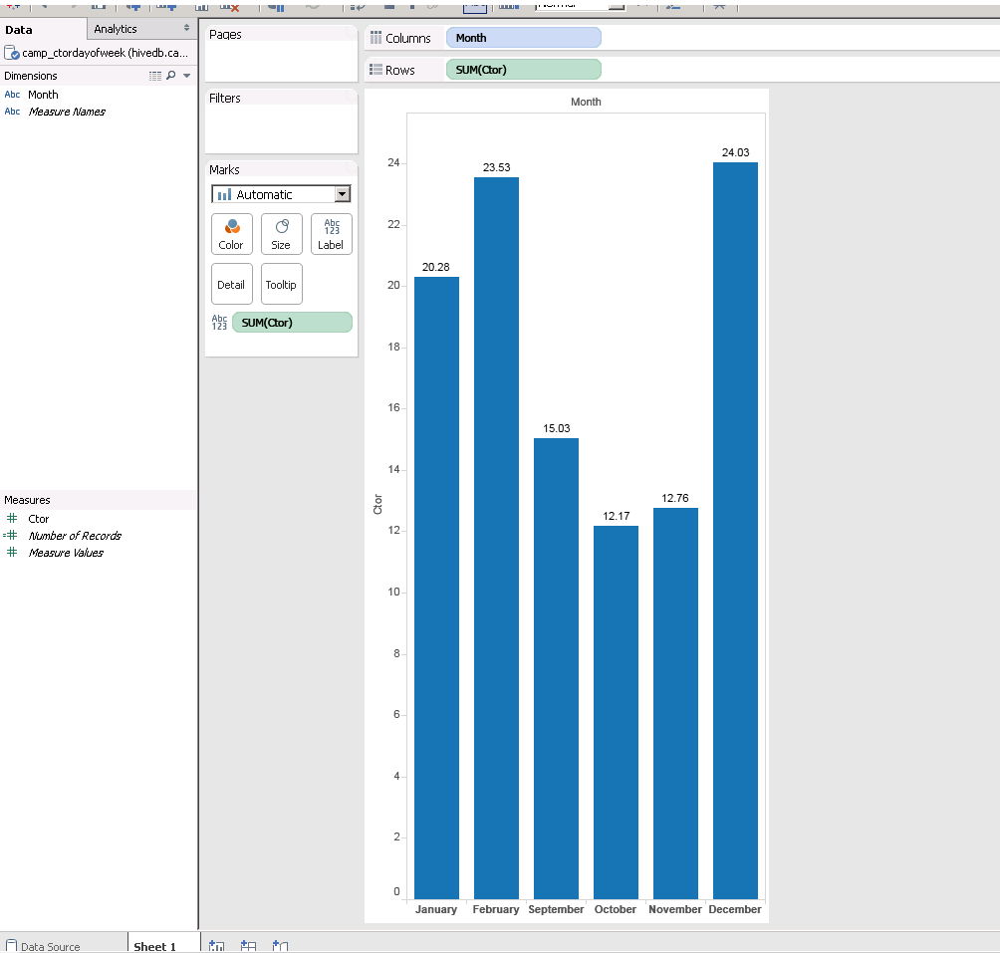 Normal
Data
Analytics
camp_ctordayofweek (hivedb.ca...
Dimensions
Abc Month
Abc Measure Names
Measures
Ctor
Number of Records
Measure Values
Pages
Filters
Marks
Automatic
Color
Size
Abc
123
Label
Detail
Tooltip
Abc
123
SUM(Ctor)
Columns
Month
Rows
SUM(Ctor)
Month
Ctor
24
22
20
18
16
14
12
10
8
6
4
2
0
20.28
23.53
15.03
12.17
12.76
24.03
January February September October November December
Data Source
Sheet 1